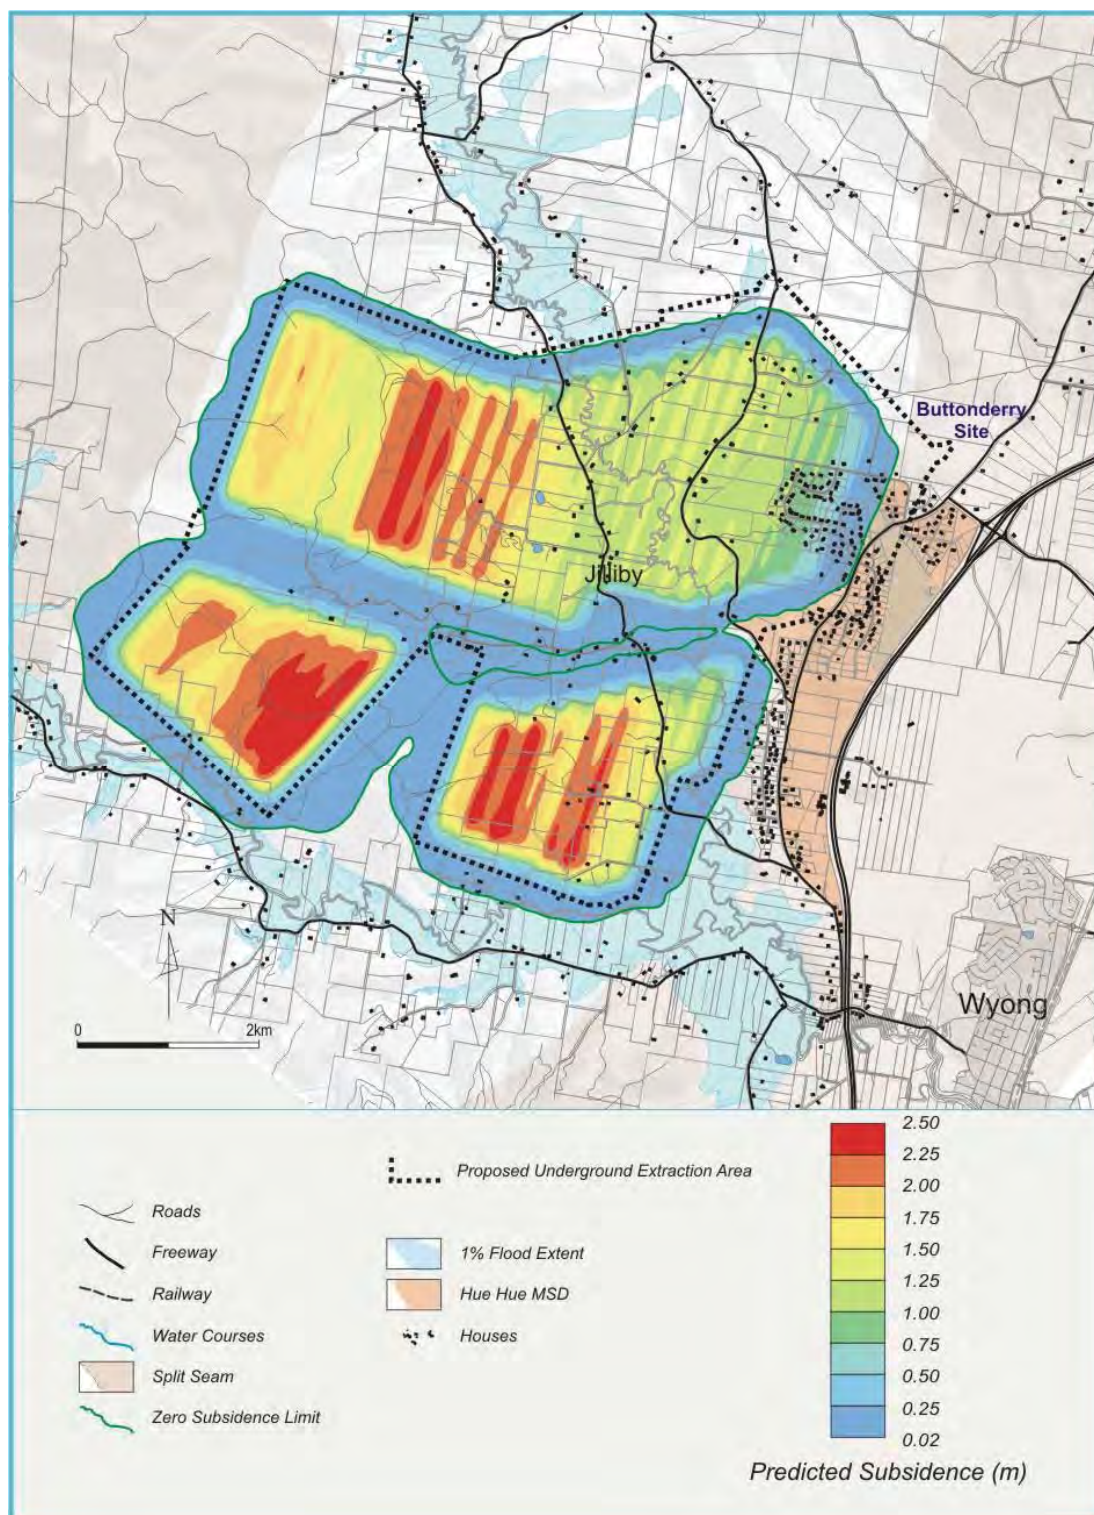 Buttonderry
Site
Jilliby
N
0 2km
Wyong
Proposed Underground Extraction Area
Roads
Freeway
Railway
Water Courses
Split Seam
Zero Subsidence Limit
1% Flood Extent
Hue Hue MSD
Houses
2.50
2.25
2.00
1.75
1.50
1.25
1.00
0.75
0.50
0.25
0.02
Predicted Subsidence (m)